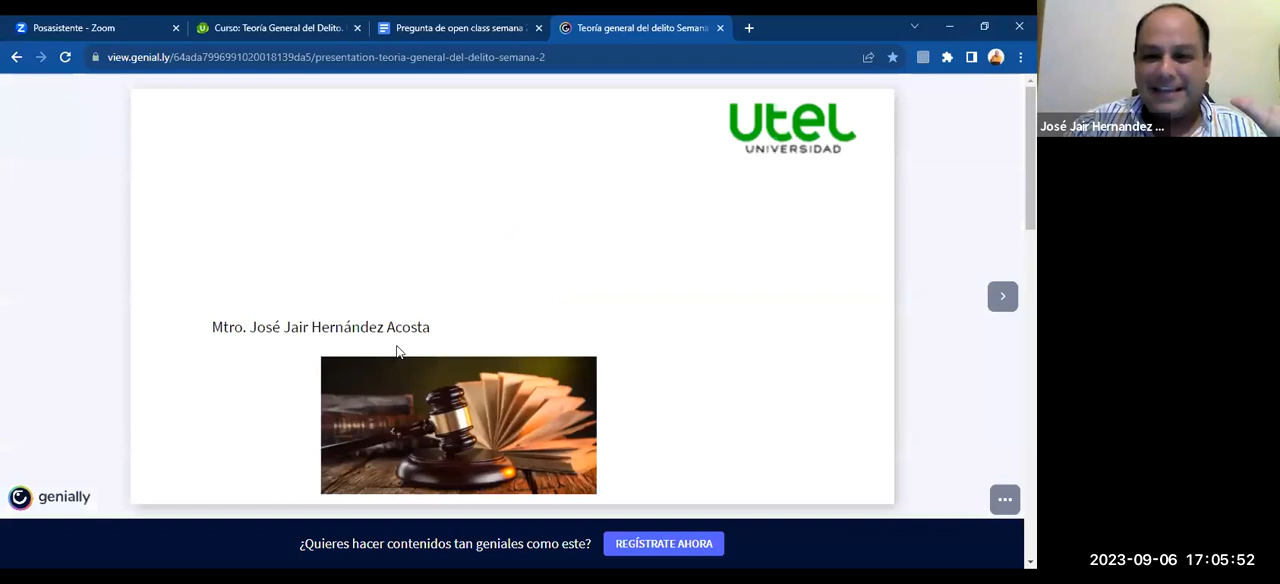 Posasistente - Zoom
Curso: Teoría General del Delito.
Pregunta de open class semana 2
Teoría general del delito Semana
view.genial.ly/64ada7996991020018139da5/presentation-teoria-general-del-delito-semana-2
José Jair Hernandez ...
utel
UNIVERSIDAD
Mtro. José Jair Hernández Acosta
genially
¿Quieres hacer contenidos tan geniales como este?
REGÍSTRATE AHORA
2023-09-06 17:05:52